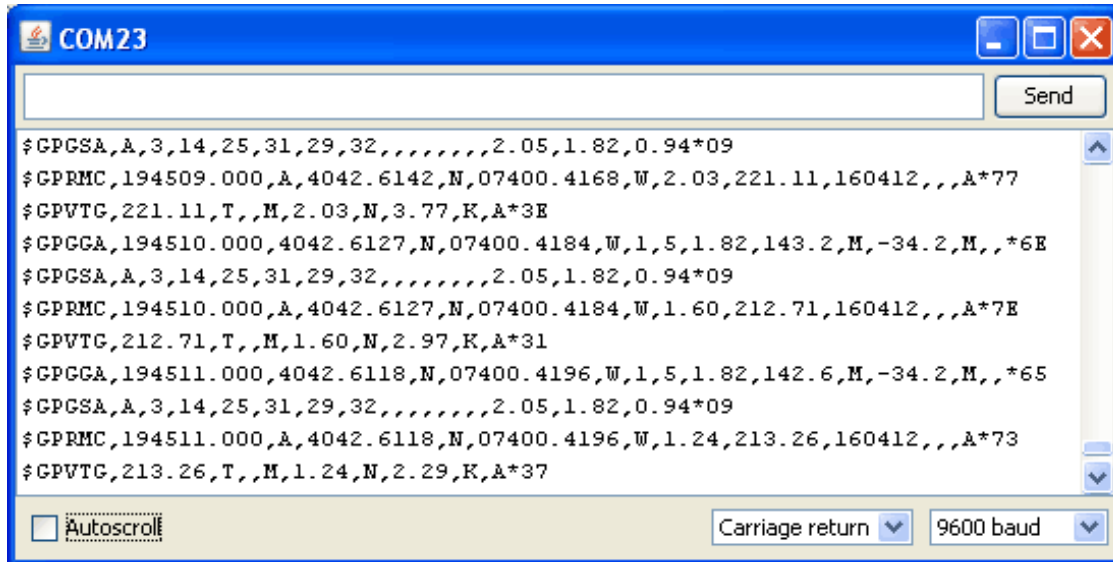 COM23
Send
$GPGSA,A,3,14,25,31,29,32,,,,,,,,2.05,1.82,0.94*09
$GPRMC,194509.000,A,4042.6142,N,07400.4168,W,2.03,221.11,160412,,,A*77
$GPVTG,221.11,T,,M,2.03,N,3.77,K,A*3E
$GPGGA,194510.000,4042.6127,N,07400.4184,W,1,5,1.82,143.2,M,-34.2,M,,*6E
$GPGSA,A,3,14,25,31,29,32,,,,,,,,2.05,1.82,0.94*09
$GPRMC,194510.000,A,4042.6127,N,07400.4184,W,1.60,212.71,160412,,,A*7E
$GPVTG,212.71,T,,M,1.60,N,2.97,K,A*31
$GPGGA,194511.000,4042.6118,N,07400.4196,W,1,5,1.82,142.6,M,-34.2,M,,*65
$GPGSA,A,3,14,25,31,29,32,,,,,,,,2.05,1.82,0.94*09
$GPRMC,194511.000,A,4042.6118,N,07400.4196,W,1.24,213.26,160412,,,A*73
$GPVTG,213.26,T,,M,1.24,N,2.29,K,A*37
Autoscroll
Carriage return
9600 baud